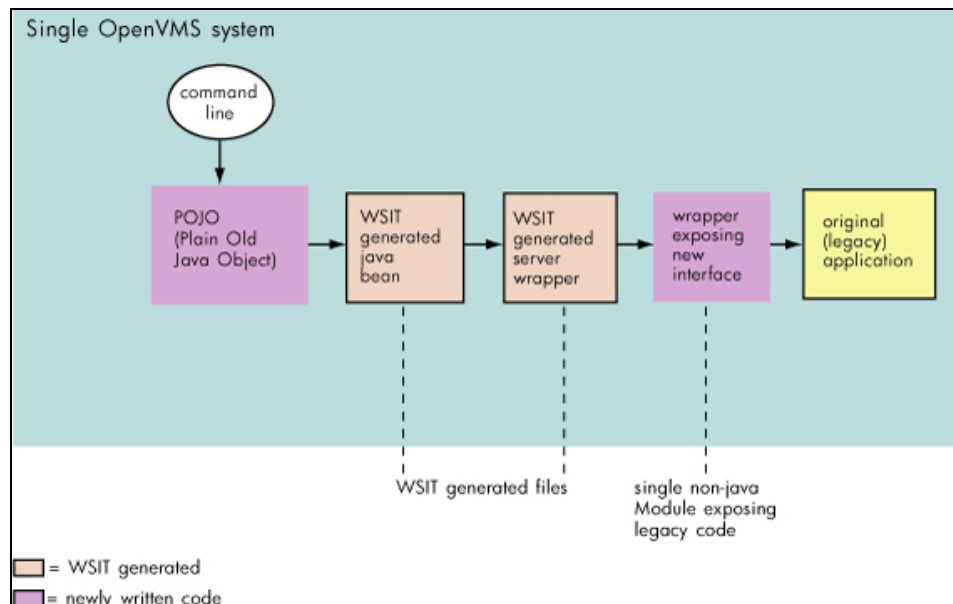 Single OpenVMS system
command
line
POJO
(Plain Old
Java Object)
WSIT
generated
java
bean
WSIT
generated
server
wrapper
wrapper
exposing
new
interface
original
(legacy)
application
WSIT generated files
single non-java
Module exposing
legacy code
= WSIT generated
= newly written code